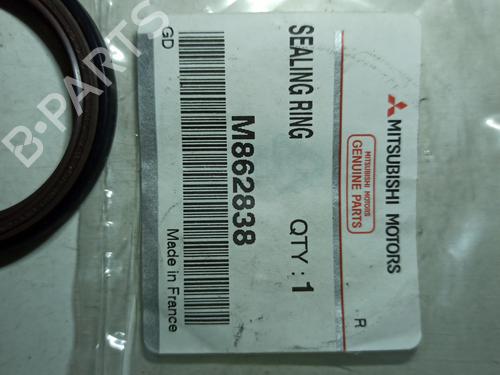 MITSUBISHI MOTORS
MITSUBISHI MOTORS
GENUINE PARTS
R
SEALING RING
QTY : 1
M862838
GD
Made in France
B-PARTS